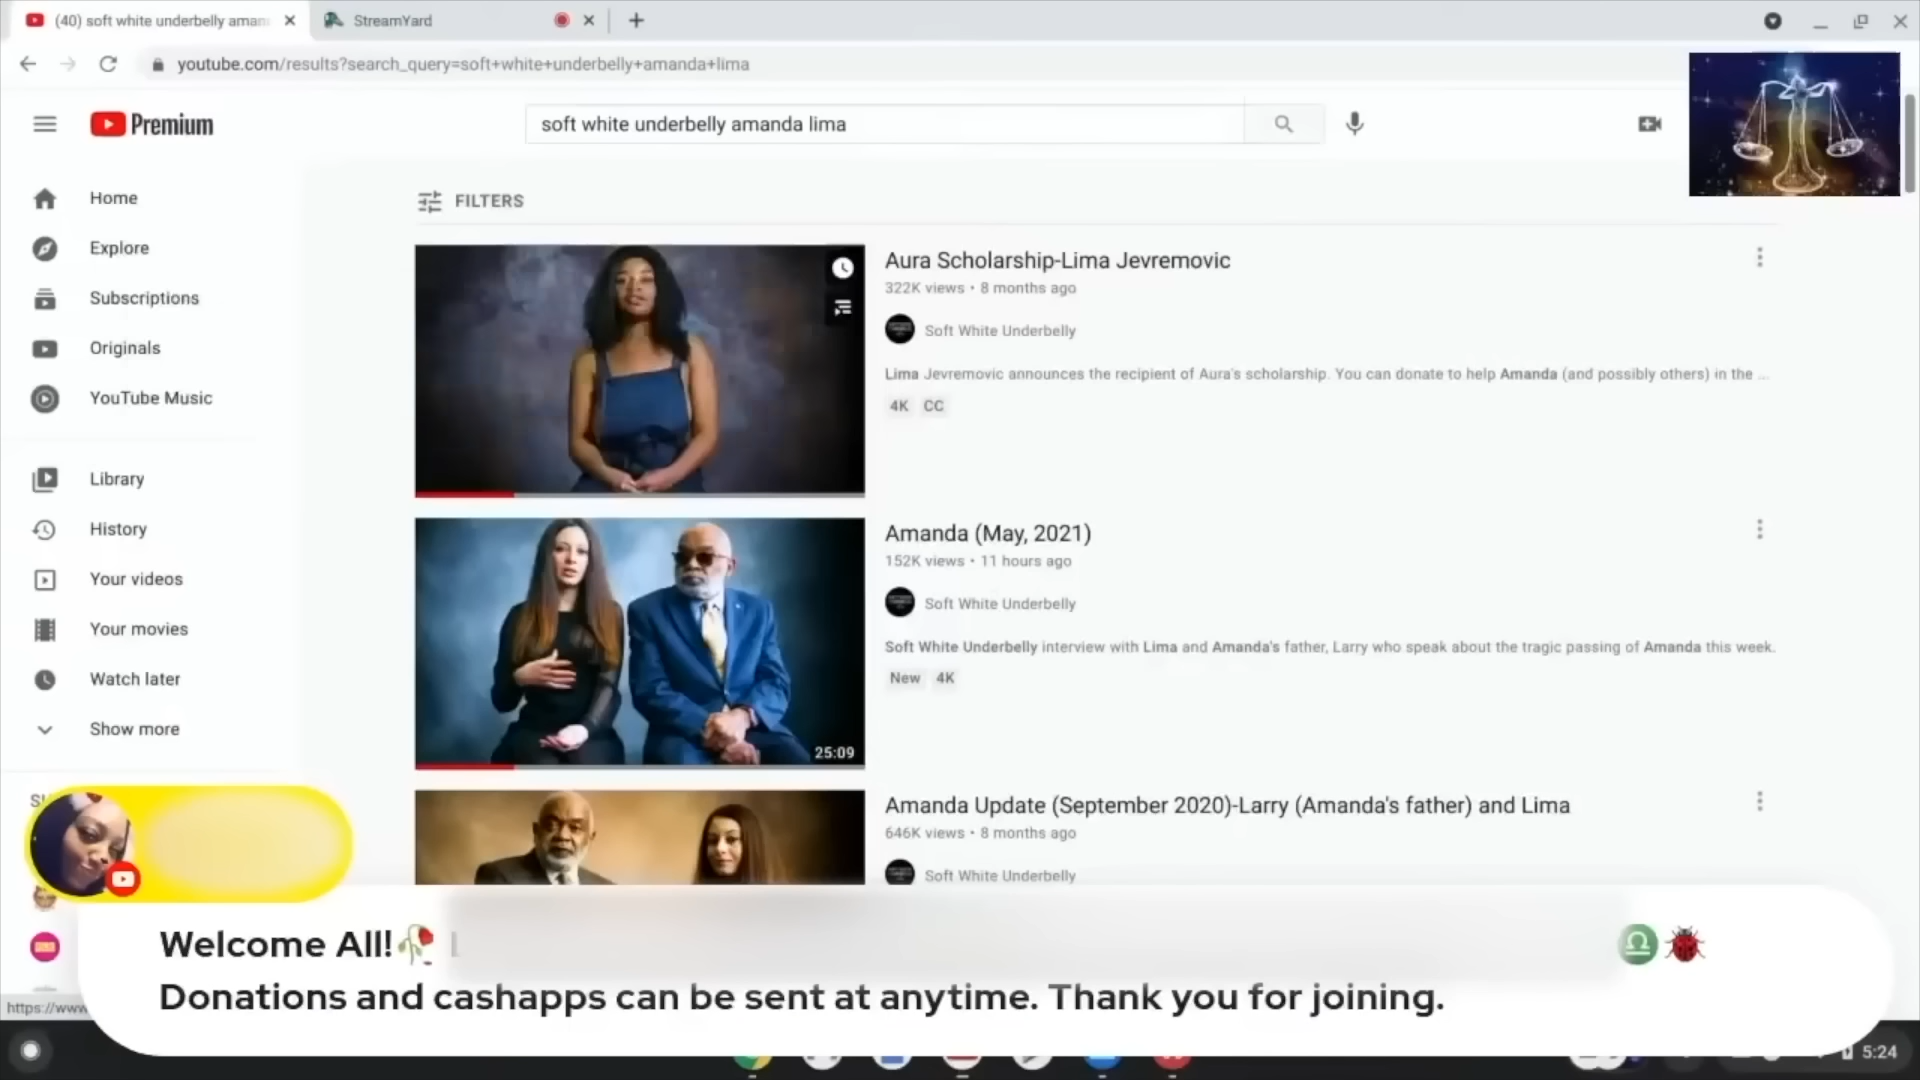 (40) soft white underbelly aman
StreamYard
youtube.com/results?search_query=soft+white+underbelly+amanda+lima
Premium
soft white underbelly amanda lima
Home
Explore
Subscriptions
Originals
YouTube Music
Library
History
Your videos
Your movies
Watch later
Show more
FILTERS
Aura Scholarship-Lima Jevremovic
322K views • 8 months ago
Soft White Underbelly
Lima Jevremovic announces the recipient of Aura's scholarship. You can donate to help Amanda (and possibly others) in the ...
4K CC
25:09
Amanda (May, 2021)
152K views • 11 hours ago
Soft White Underbelly
Soft White Underbelly interview with Lima and Amanda's father, Larry who speak about the tragic passing of Amanda this week.
New 4K
Amanda Update (September 2020)-Larry (Amanda's father) and Lima
646K views • 8 months ago
Soft White Underbelly
Welcome All!🥀 ♎🐞
Donations and cashapps can be sent at anytime. Thank you for joining.
https://www
5:24